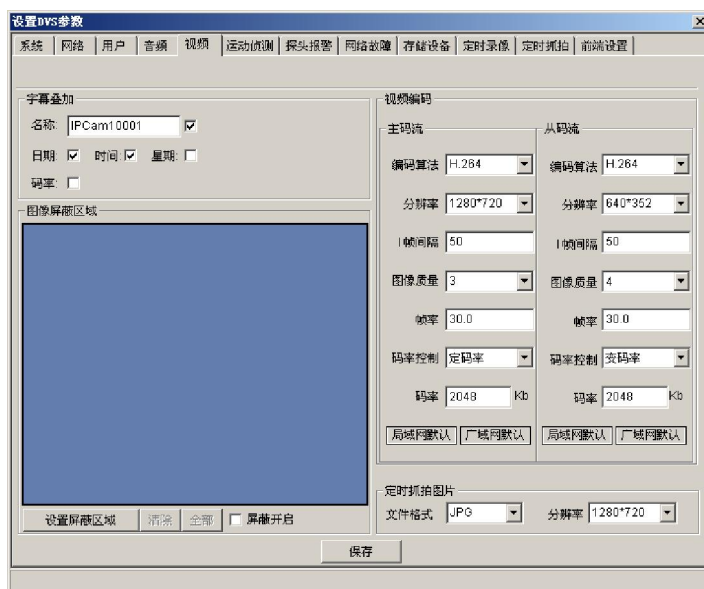 设置DVS参数
系统 网络 用户 音频 视频 运动侦测 探头报警 网络故障 存储设备 定时录像 定时抓拍 前端设置
字幕叠加
名称: IPCam10001
日期: 时间: 星期:
码率:
图像屏蔽区域
设置屏蔽区域 清除 全部 屏蔽开启
视频编码
主码流
编码算法 H.264
分辨率 1280*720
I帧间隔 50
图像质量 3
帧率 30.0
码率控制 定码率
码率 2048 Kb
局域网默认 广域网默认
从码流
编码算法 H.264
分辨率 640*352
I帧间隔 50
图像质量 4
帧率 30.0
码率控制 变码率
码率 2048 Kb
局域网默认 广域网默认
定时抓拍图片
文件格式 JPG 分辨率 1280*720
保存